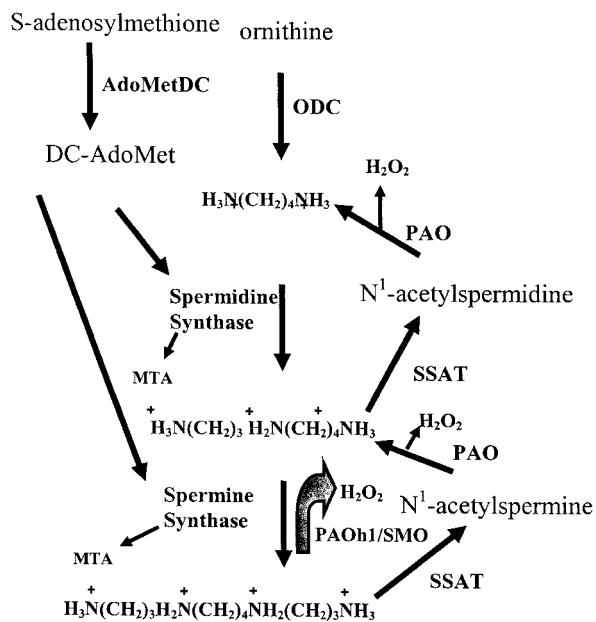 S-adenosylmethione ornithine
AdoMetDC
ODC
DC-AdoMet
H₂O₂
H₃N(CH₂)₄NH₃
+ +
PAO
N¹-acetylspermidine
Spermidine
Synthase
SSAT
MTA
+ + +
H₃N(CH₂)₃ H₂N(CH₂)₄NH₃
H₂O₂
PAO
H₂O₂
Spermine
Synthase
N¹-acetylspermine
PAOh1/SMO
MTA
SSAT
+ + + +
H₃N(CH₂)₃H₂N(CH₂)₄NH₂(CH₂)₃NH₃